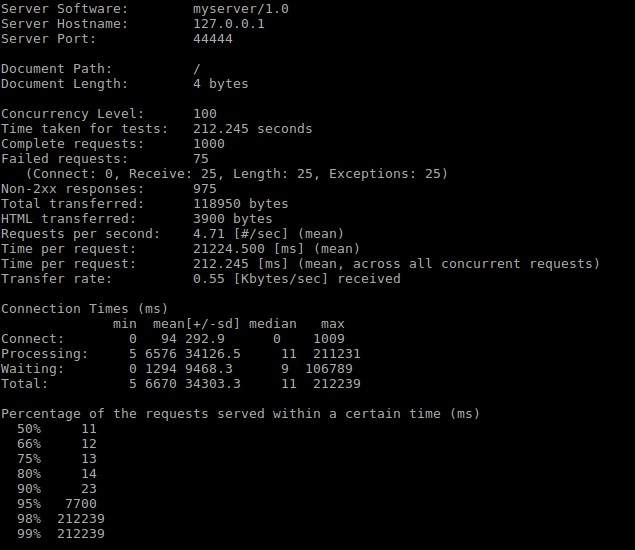 Server Software:        myserver/1.0
Server Hostname:        127.0.0.1
Server Port:            44444

Document Path:          /
Document Length:        4 bytes

Concurrency Level:      100
Time taken for tests:   212.245 seconds
Complete requests:      1000
Failed requests:        75
   (Connect: 0, Receive: 25, Length: 25, Exceptions: 25)
Non-2xx responses:      975
Total transferred:      118950 bytes
HTML transferred:       3900 bytes
Requests per second:    4.71 [#/sec] (mean)
Time per request:       21224.500 [ms] (mean)
Time per request:       212.245 [ms] (mean, across all concurrent requests)
Transfer rate:          0.55 [Kbytes/sec] received

Connection Times (ms)
              min  mean[+/-sd] median   max
Connect:        0   94 292.9      0    1009
Processing:     5 6576 34126.5     11  211231
Waiting:        0 1294 9468.3      9  106789
Total:          5 6670 34303.3     11  212239

Percentage of the requests served within a certain time (ms)
  50%     11
  66%     12
  75%     13
  80%     14
  90%     23
  95%   7700
  98%  212239
  99%  212239